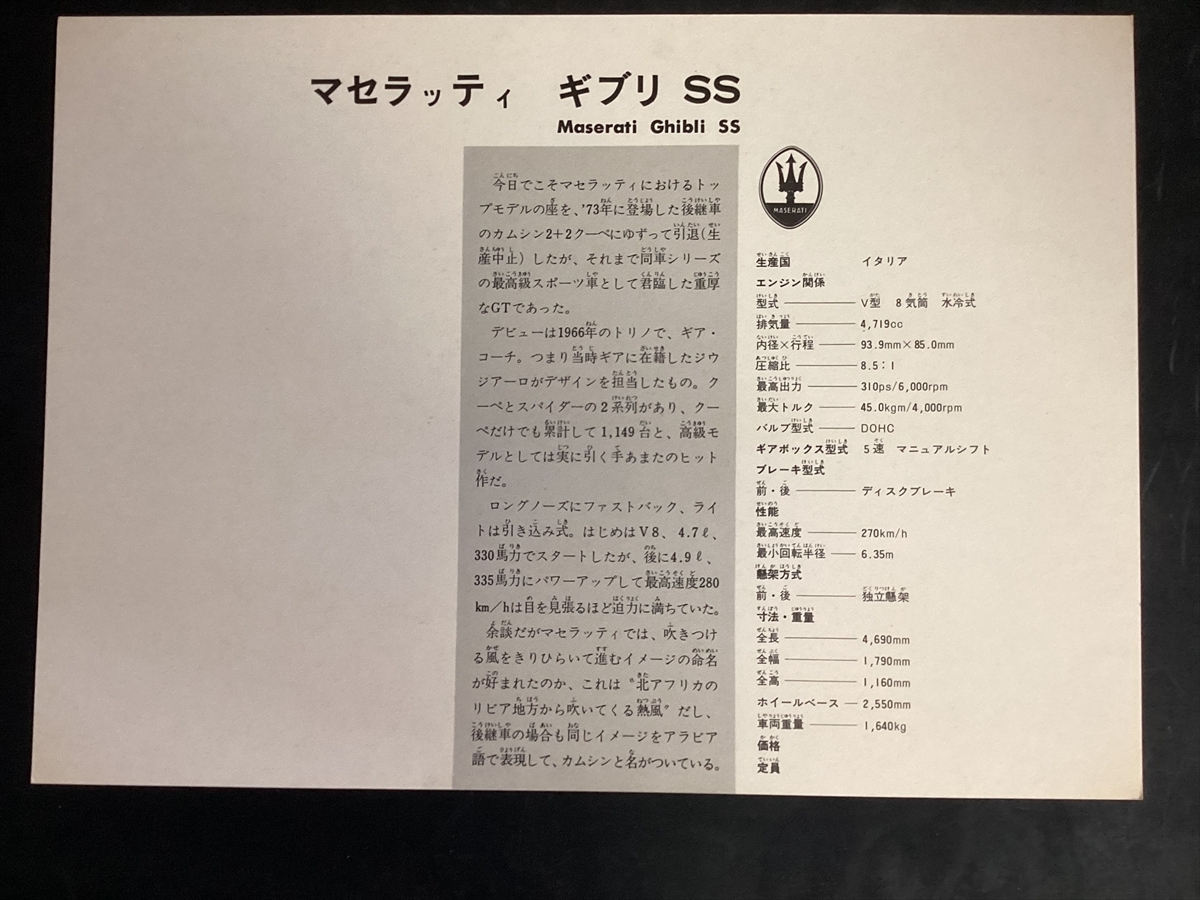 マセラッティ ギブリ SS
Maserati Ghibli SS
今日でこそマセラッティにおけるトッ
プモデルの座を、'73年に登場した後継車
のカムシン2+2クーペにゆずって引退(生
産中止)したが、それまで同車シリーズ
の最高級スポーツ車として君臨した重厚
なGTであった。
デビューは1966年のトリノで、ギア・
コーチ。つまり当時ギアに在籍したジウ
ジアーロがデザインを担当したもの。ク
ーペとスパイダーの2系列があり、クー
ペだけでも累計して1,149台と、高級モ
デルとしては実に引く手あまたのヒット
作だ。
ロングノーズにファストバック、ライ
トは引き込み式。はじめはV8、4.7ℓ、
330馬力でスタートしたが、後に4.9ℓ、
335馬力にパワーアップして最高速度280
km/hは目を見張るほど迫力に満ちていた。
余談だがマセラッティでは、吹きつけ
る風をきりひらいて進むイメージの命名
が好まれたのか、これは〝北アフリカの
リビア地方から吹いてくる熱風〟だし、
後継車の場合も同じイメージをアラビア
語で表現して、カムシンと名がついている。
MASERATI
生産国 イタリア
エンジン関係
型式 V型 8気筒 水冷式
排気量 4,719cc
内径×行程 93.9mm×85.0mm
圧縮比 8.5:1
最高出力 310ps/6,000rpm
最大トルク 45.0kgm/4,000rpm
バルブ型式 DOHC
ギアボックス型式 5速 マニュアルシフト
ブレーキ型式
前・後 ディスクブレーキ
性能
最高速度 270km/h
最小回転半径 6.35m
懸架方式
前・後 独立懸架
寸法・重量
全長 4,690mm
全幅 1,790mm
全高 1,160mm
ホイールベース 2,550mm
車両重量 1,640kg
価格
定員